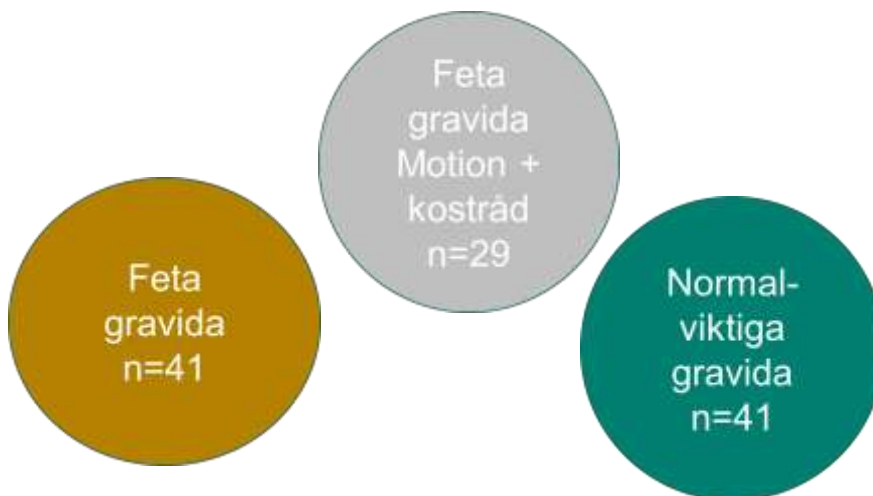 Feta
gravida
n=41
Feta
gravida
Motion +
kostråd
n=29
Normal-
viktiga
gravida
n=41